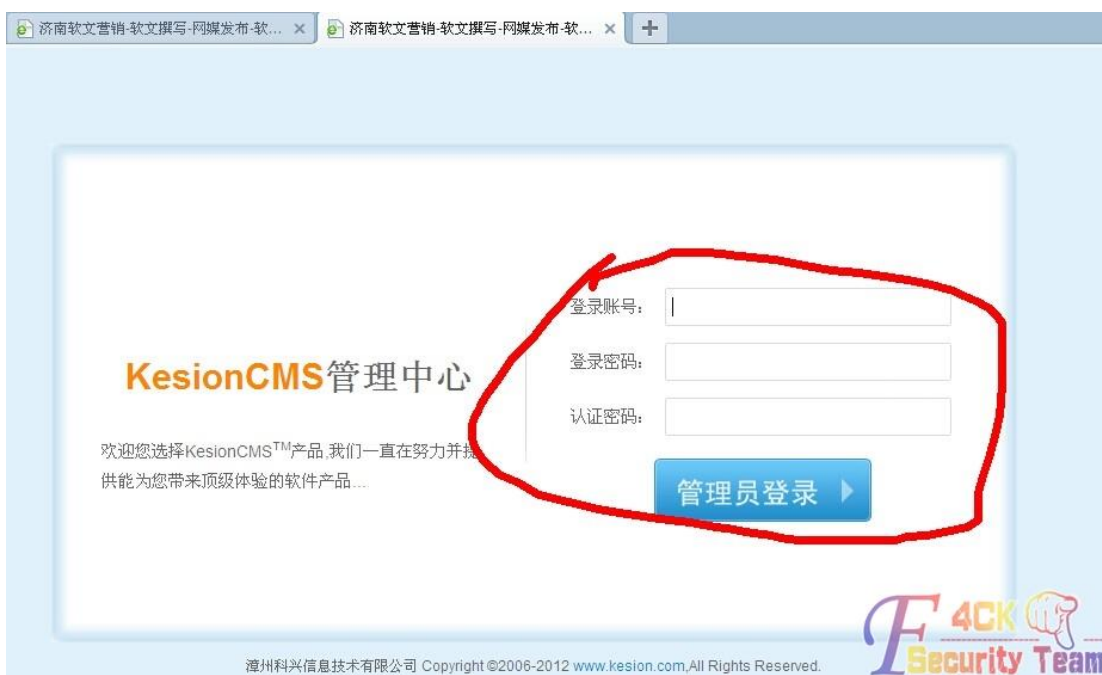 济南软文营销-软文撰写-网媒发布-软...
济南软文营销-软文撰写-网媒发布-软...
登录账号:
登录密码:
认证密码:
管理员登录
KesionCMS管理中心
欢迎您选择KesionCMS™产品,我们一直在努力并提
供能为您带来顶级体验的软件产品...
漳州科兴信息技术有限公司 Copyright ©2006-2012 www.kesion.com,All Rights Reserved.
F4CK
Security Team